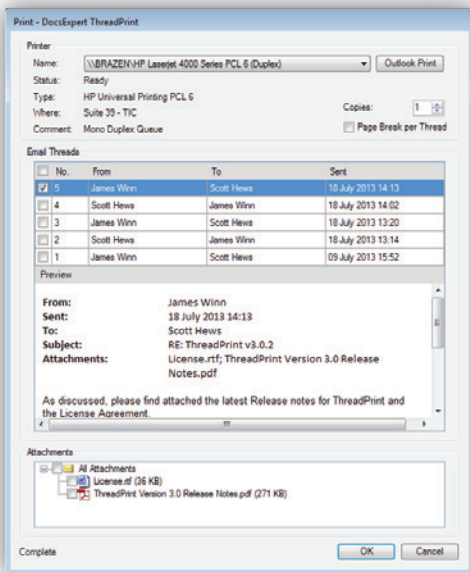 Print - DocsExpert ThreadPrint
Printer
Name: \\BRAZEN\HP Laserjet 4000 Series PCL 6 (Duplex) Outlook Print
Status: Ready
Type: HP Universal Printing PCL 6
Where: Suite 39 - TIC Copies: 1
Comment: Mono Duplex Queue Page Break per Thread
Email Threads
No. From To Sent
5 James Winn Scott Hews 18 July 2013 14:13
4 Scott Hews James Winn 18 July 2013 14:02
3 James Winn Scott Hews 18 July 2013 13:20
2 Scott Hews James Winn 18 July 2013 13:14
1 James Winn Scott Hews 09 July 2013 15:52
Preview
From: James Winn
Sent: 18 July 2013 14:13
To: Scott Hews
Subject: RE: ThreadPrint v3.0.2
Attachments: License.rtf; ThreadPrint Version 3.0 Release
Notes.pdf
As discussed, please find attached the latest Release notes for ThreadPrint and
the License Agreement.
Attachments
All Attachments
License.rtf (36 KB)
ThreadPrint Version 3.0 Release Notes.pdf (271 KB)
Complete OK Cancel